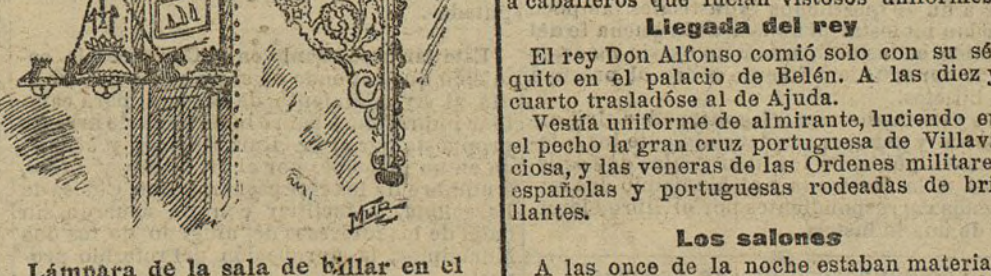 MUR
Lámpara de la sala de billar en el
a caballeros que lucían vistosos uniformes
Llegada del rey
El rey Don Alfonso comió solo con su sé
quito en el palacio de Belén. A las diez y
cuarto trasladóse al de Ajuda.
Vestía uniforme de almirante, luciendo en
el pecho la gran cruz portuguesa de Villav
ciosa, y las veneras de las Ordenes militare
españolas y portuguesas rodeadas de bri
llantes.
Los salones
A las once de la noche estaban materia